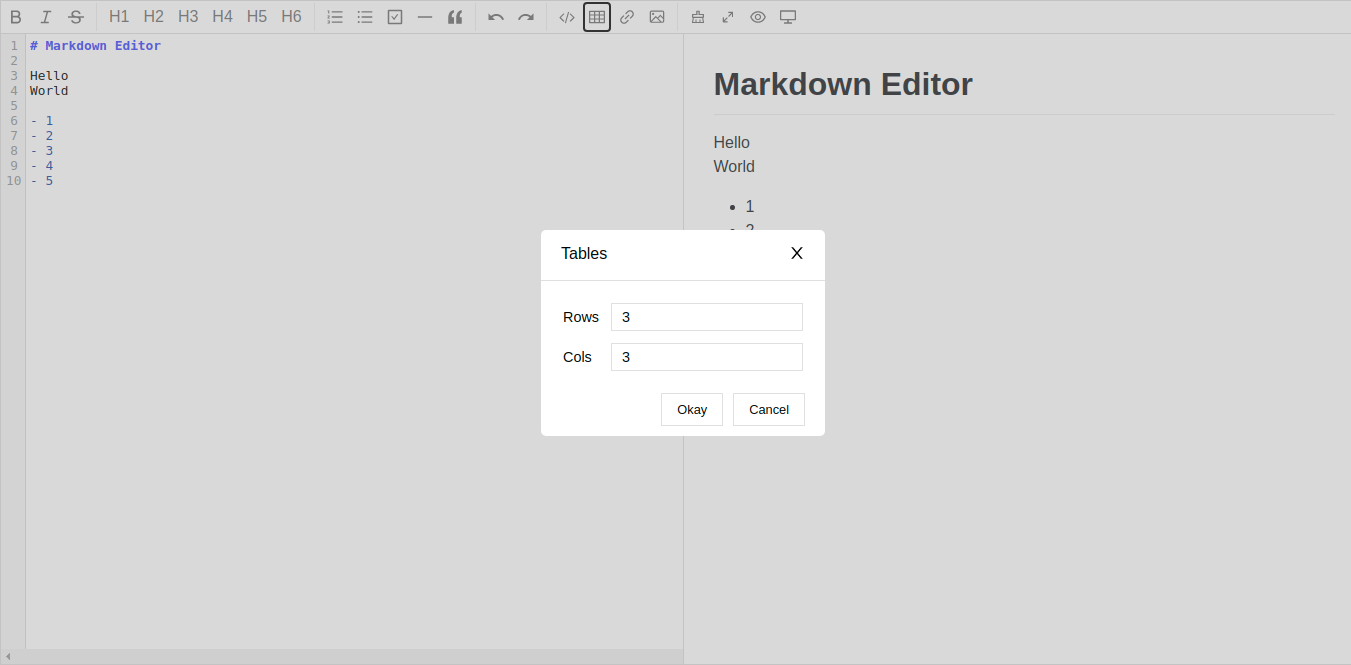 B I S H1 H2 H3 H4 H5 H6
1 # Markdown Editor
2
3 Hello
4 World
5
6 - 1
7 - 2
8 - 3
9 - 4
10 - 5
Markdown Editor
Hello
World
• 1
Tables X
Rows 3
Cols 3
Okay Cancel